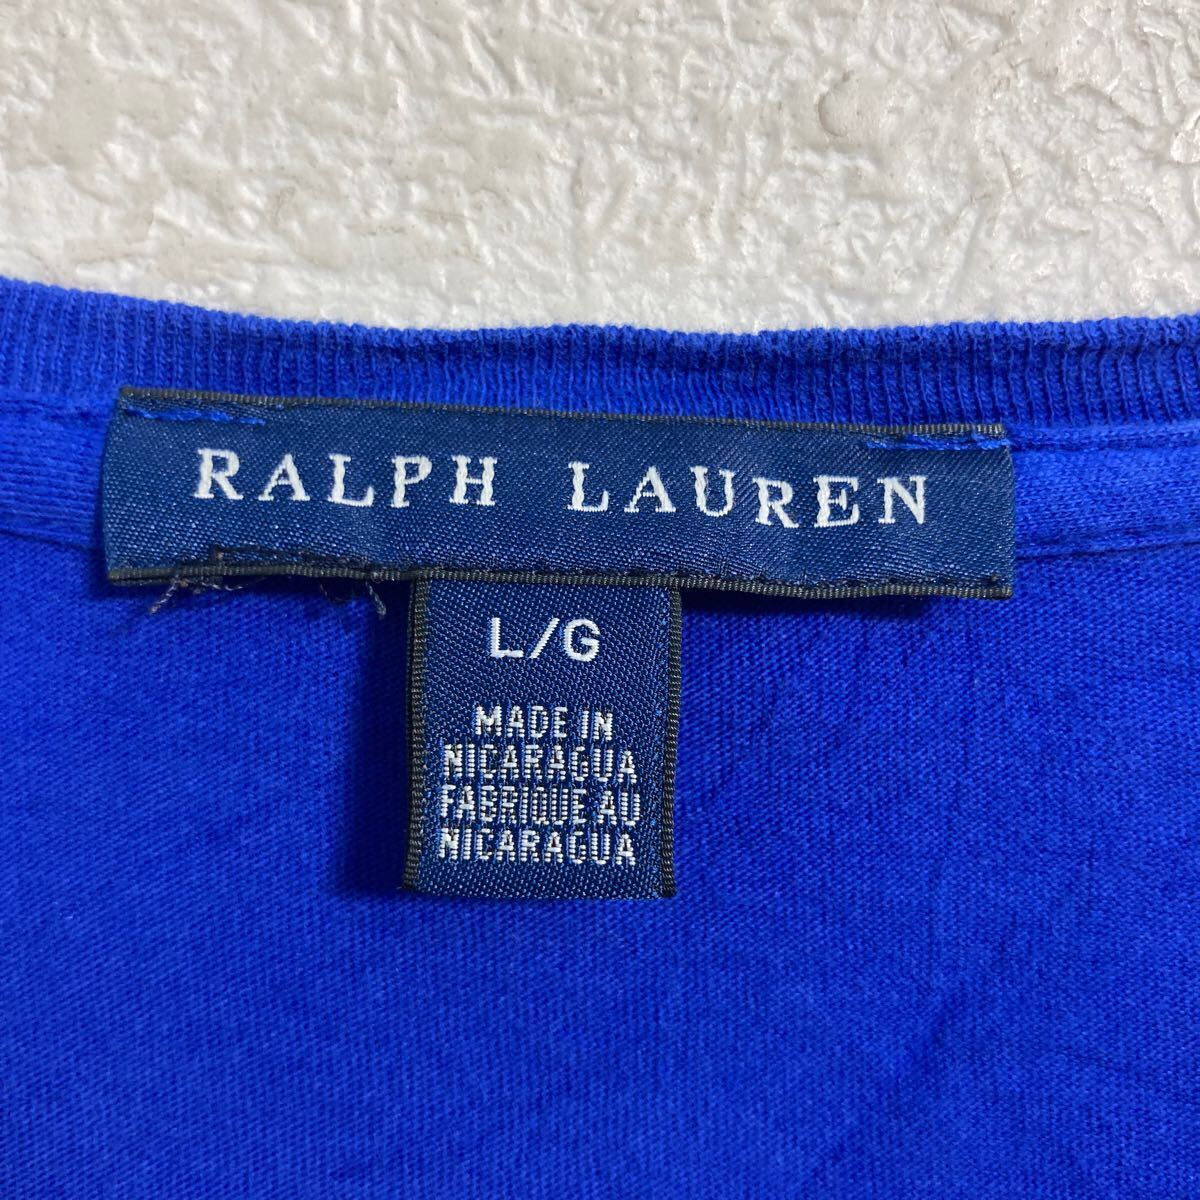 RALPH LAUREN
L/G
MADE IN
NICARAGUA
FABRIQUE AU
NICARAGUA